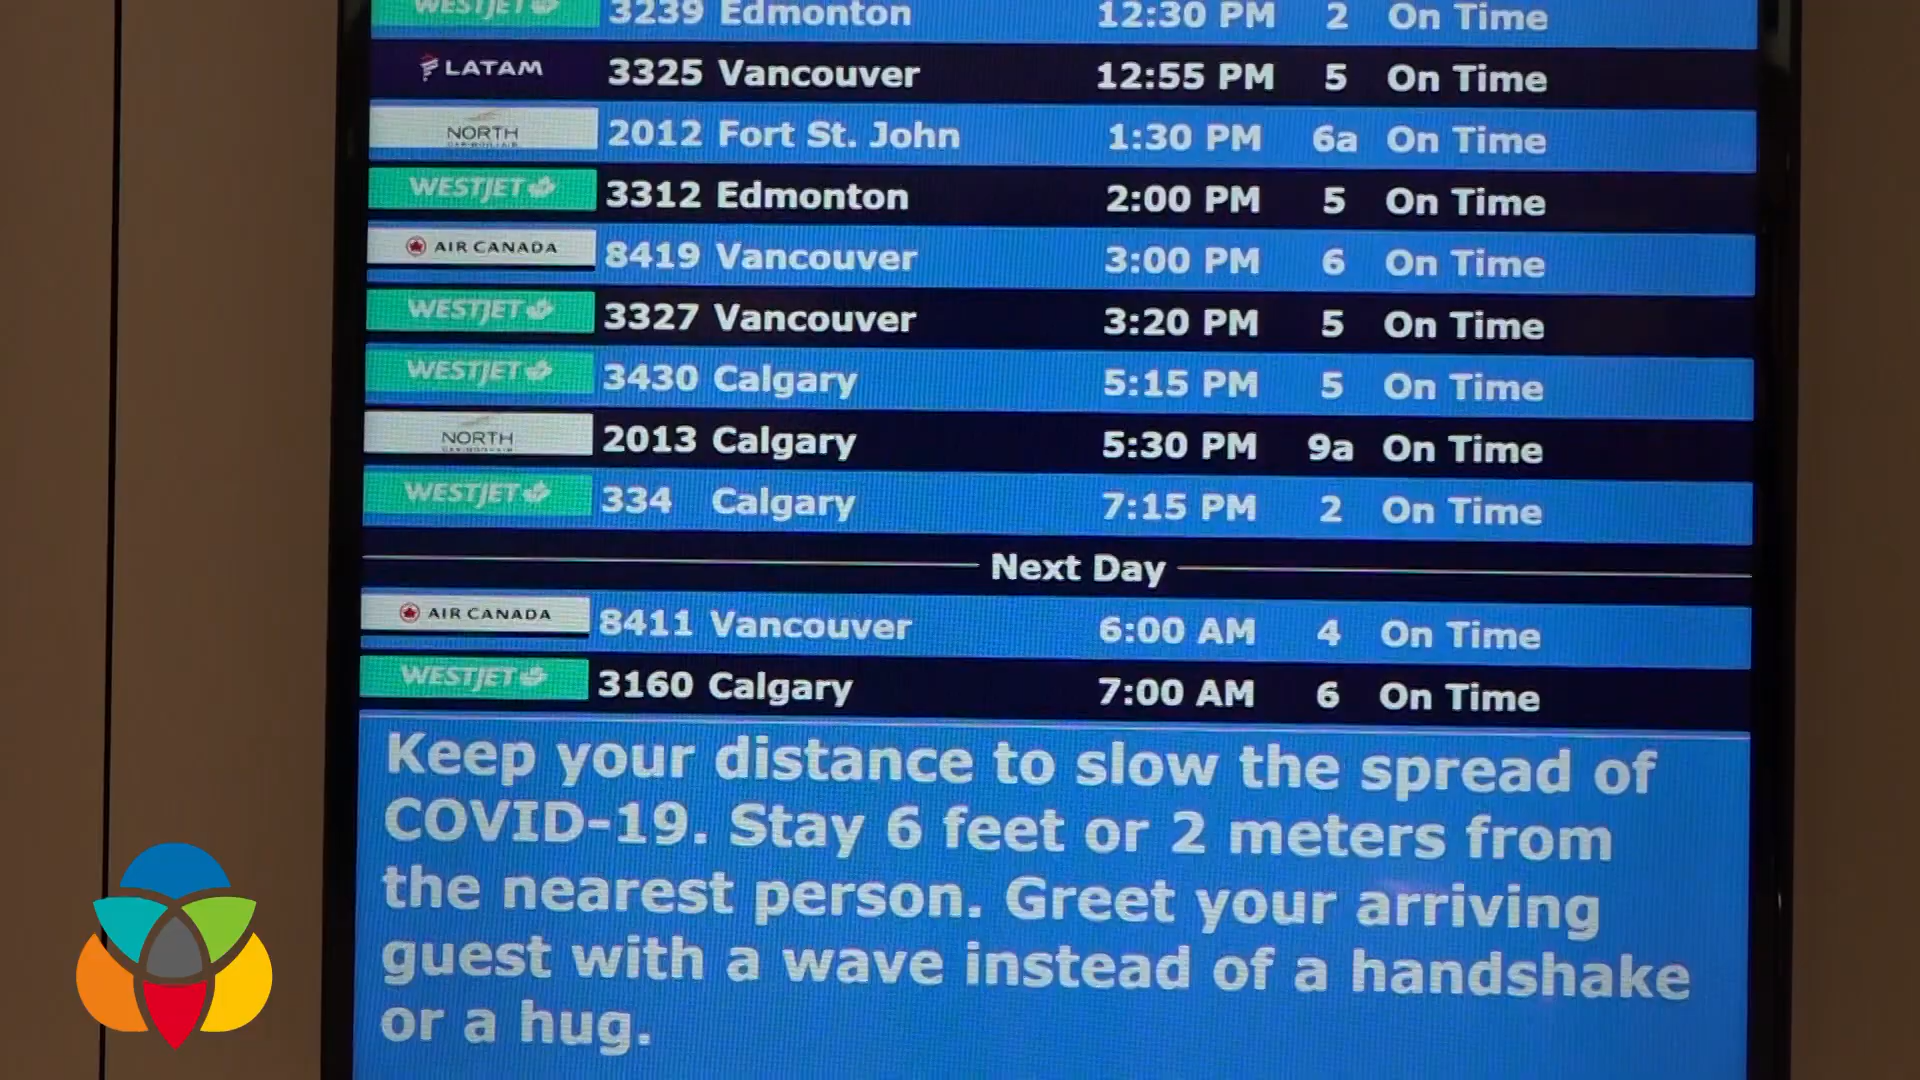 WESTJET 3239 Edmonton 12:30 PM 2 On Time
LATAM 3325 Vancouver 12:55 PM 5 On Time
NORTH 2012 Fort St. John 1:30 PM 6a On Time
WESTJET 3312 Edmonton 2:00 PM 5 On Time
AIR CANADA 8419 Vancouver 3:00 PM 6 On Time
WESTJET 3327 Vancouver 3:20 PM 5 On Time
WESTJET 3430 Calgary 5:15 PM 5 On Time
NORTH 2013 Calgary 5:30 PM 9a On Time
WESTJET 334 Calgary 7:15 PM 2 On Time
Next Day
AIR CANADA 8411 Vancouver 6:00 AM 4 On Time
WESTJET 3160 Calgary 7:00 AM 6 On Time
Keep your distance to slow the spread of
COVID-19. Stay 6 feet or 2 meters from
the nearest person. Greet your arriving
guest with a wave instead of a handshake
or a hug.